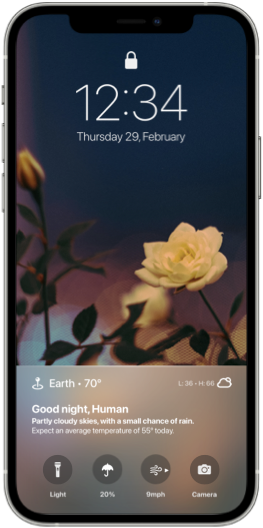 12:34
Thursday 29, February
Earth • 70°
L: 36 - H: 66
Good night, Human
Partly cloudy skies, with a small chance of rain.
Expect an average temperature of 55° today.
Light
20%
9mph
Camera